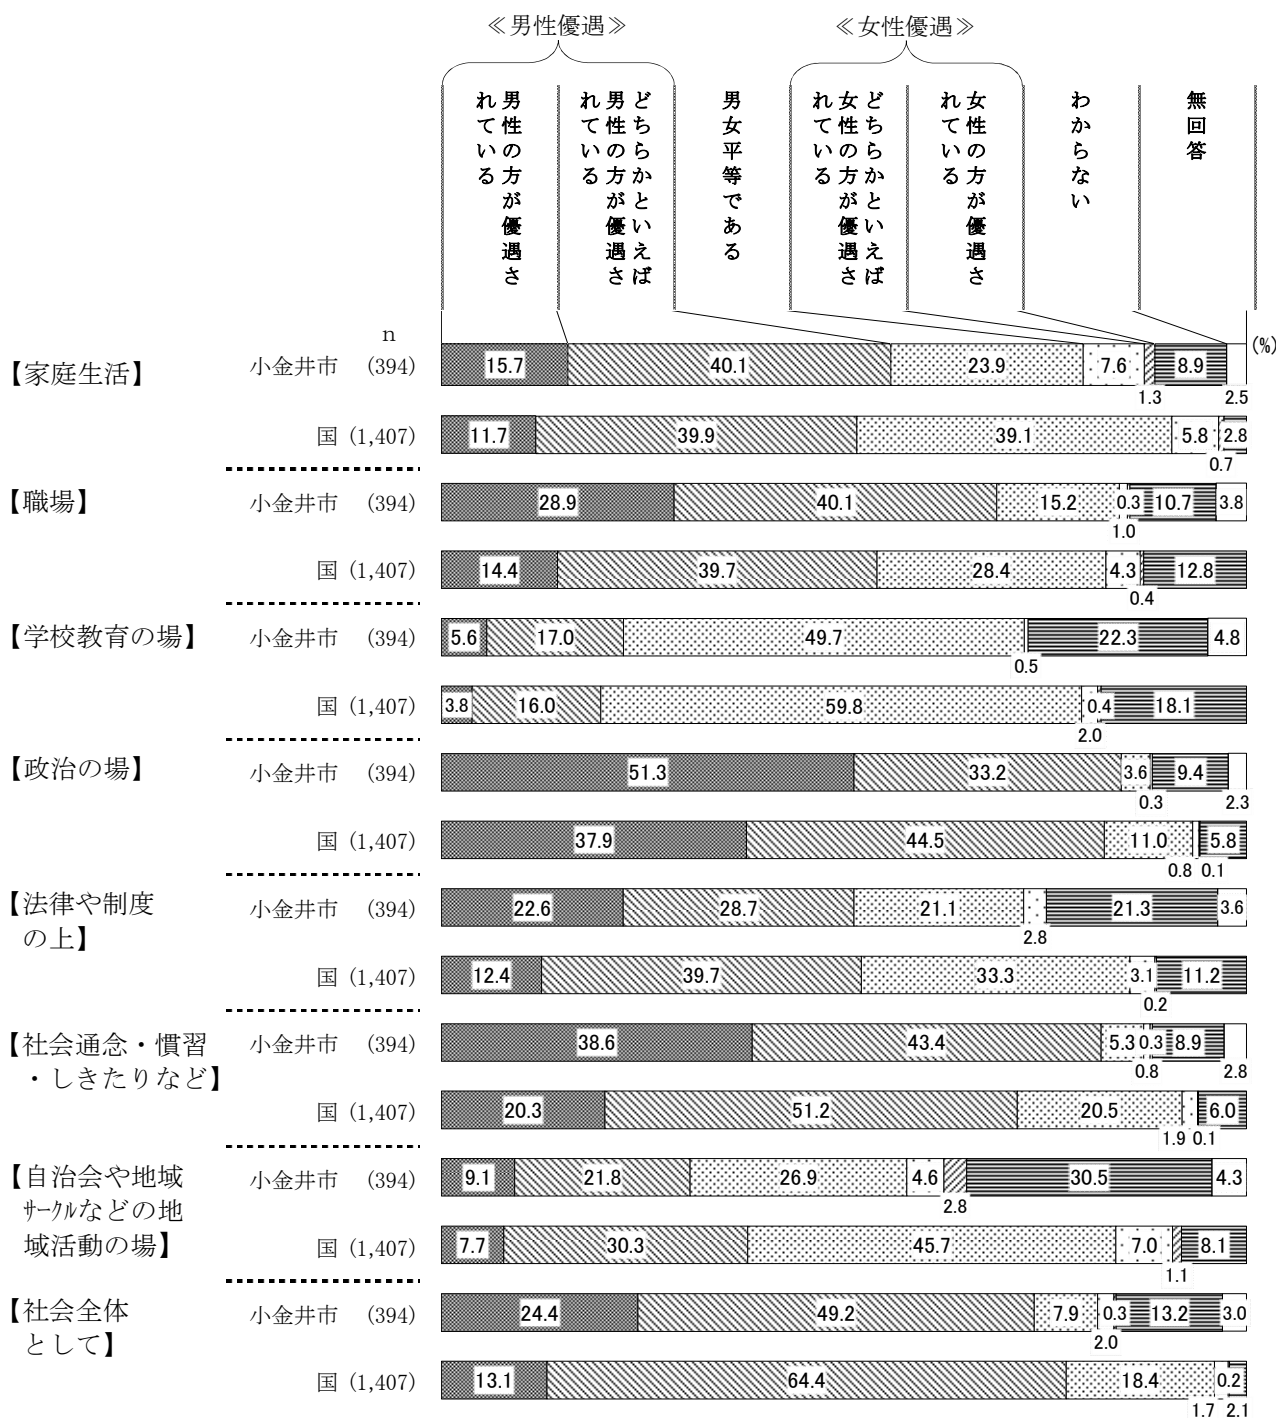 ≪男性優遇≫
≪女性優遇≫
男性の方が優遇さ
れている
どちらかといえば
男性の方が優遇さ
れている
男女平等である
どちらかといえば
女性の方が優遇さ
れている
女性の方が優遇さ
れている
わからない
無回答
n
(%)
【家庭生活】
小金井市 (394) 15.7 40.1 23.9 7.6 8.9
1.3 2.5
国 (1,407) 11.7 39.9 39.1 5.8 2.8
0.7
【職場】
小金井市 (394) 28.9 40.1 15.2 0.3 10.7 3.8
1.0
国 (1,407) 14.4 39.7 28.4 4.3 12.8
0.4
【学校教育の場】
小金井市 (394) 5.6 17.0 49.7 22.3 4.8
0.5
国 (1,407) 3.8 16.0 59.8 0.4 18.1
2.0
【政治の場】
小金井市 (394) 51.3 33.2 3.6 9.4
0.3 2.3
国 (1,407) 37.9 44.5 11.0 5.8
0.8 0.1
【法律や制度
の上】
小金井市 (394) 22.6 28.7 21.1 21.3 3.6
2.8
国 (1,407) 12.4 39.7 33.3 3.1 11.2
0.2
【社会通念・慣習
・しきたりなど】
小金井市 (394) 38.6 43.4 5.3 0.3 8.9
0.8 2.8
国 (1,407) 20.3 51.2 20.5 6.0
1.9 0.1
【自治会や地域
ｻｰｸﾙなどの地
域活動の場】
小金井市 (394) 9.1 21.8 26.9 4.6 30.5 4.3
2.8
国 (1,407) 7.7 30.3 45.7 7.0 8.1
1.1
【社会全体
として】
小金井市 (394) 24.4 49.2 7.9 0.3 13.2 3.0
2.0
国 (1,407) 13.1 64.4 18.4 0.2
1.7 2.1